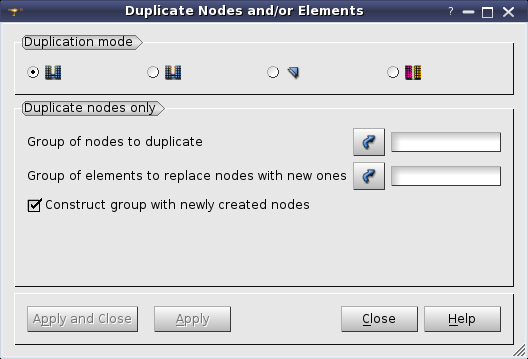 Duplicate Nodes and/or Elements ?
Duplication mode
Duplicate nodes only
Group of nodes to duplicate
Group of elements to replace nodes with new ones
Construct group with newly created nodes
Apply and Close Apply Close Help